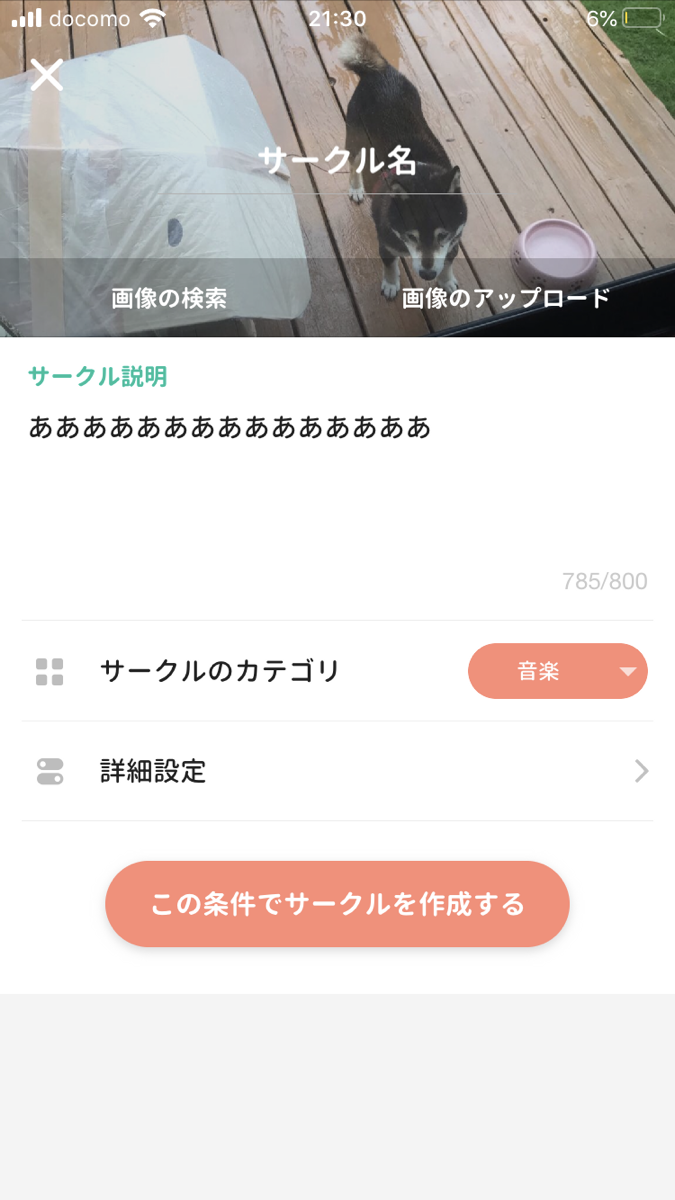 docomo 21:30 6%
サークル名
画像の検索 画像のアップロード
サークル説明
あああああああああああああああ
785/800
サークルのカテゴリ 音楽
詳細設定
この条件でサークルを作成する